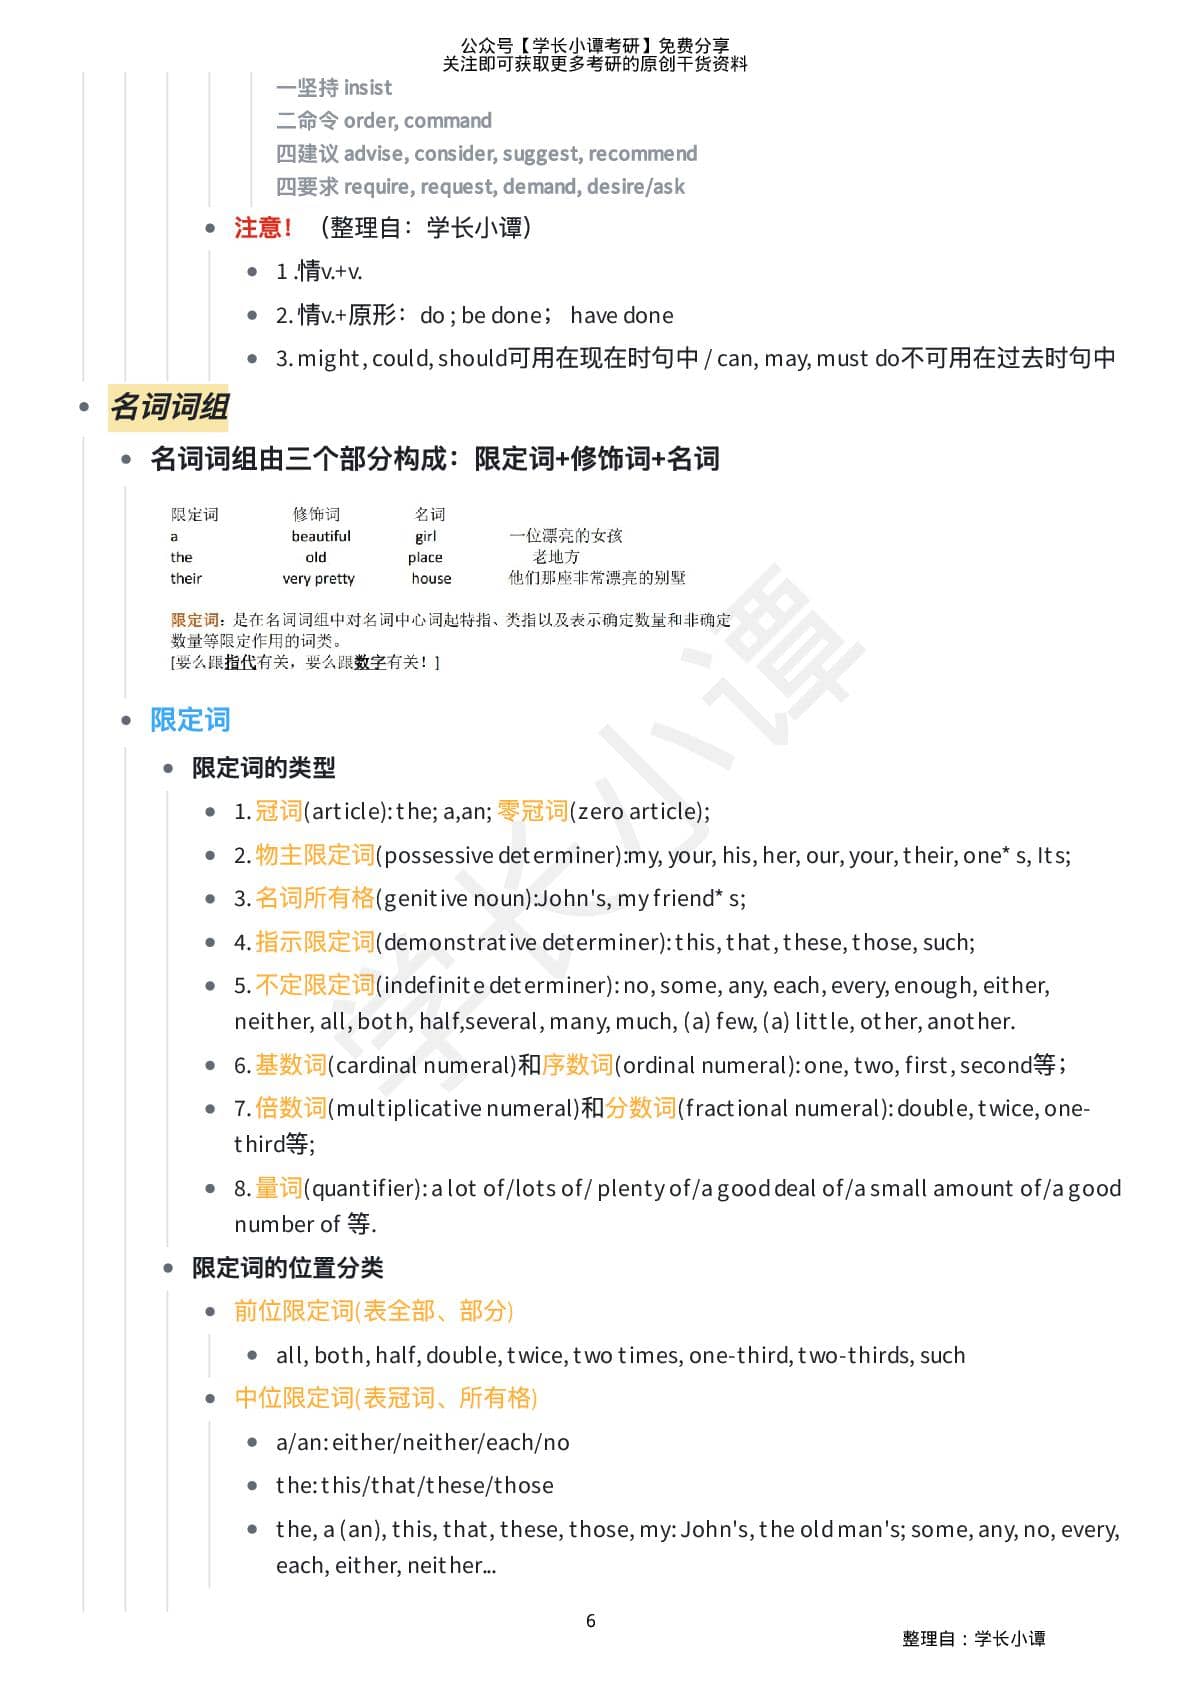 公众号【学长小谭考研】免费分享
关注即可获取更多考研的原创干货资料
一坚持 insist
二命令 order, command
四建议 advise, consider, suggest, recommend
四要求 require, request, demand, desire/ask
注意！（整理自：学长小谭）
1 .情v.+v.
2. 情v.+原形：do ; be done； have done
3. might, could, should可用在现在时句中 / can, may, must do不可用在过去时句中
名词词组
名词词组由三个部分构成：限定词+修饰词+名词
限定词 修饰词 名词
a beautiful girl 一位漂亮的女孩
the old place 老地方
their very pretty house 他们那座非常漂亮的别墅
限定词：是在名词词组中对名词中心词起特指、类指以及表示确定数量和非确定
数量等限定作用的词类。
[要么跟指代有关，要么跟数字有关！]
限定词
限定词的类型
1. 冠词(article): the; a,an; 零冠词(zero article);
2. 物主限定词(possessive determiner):my, your, his, her, our, your, their, one* s, Its;
3. 名词所有格(genitive noun):John's, my friend* s;
4. 指示限定词(demonstrative determiner): this, that, these, those, such;
5. 不定限定词(indefinite determiner): no, some, any, each, every, enough, either,
neither, all, both, half,several, many, much, (a) few, (a) little, other, another.
6. 基数词(cardinal numeral)和序数词(ordinal numeral): one, two, first, second等；
7. 倍数词(multiplicative numeral)和分数词(fractional numeral): double, twice, one-
third等;
8. 量词(quantifier): a lot of/lots of/ plenty of/a good deal of/a small amount of/a good
number of 等.
限定词的位置分类
前位限定词(表全部、部分)
all, both, half, double, twice, two times, one-third, two-thirds, such
中位限定词(表冠词、所有格)
a/an: either/neither/each/no
the: this/that/these/those
the, a (an), this, that, these, those, my: John's, the old man's; some, any, no, every,
each, either, neither...
6
整理自：学长小谭
学长小谭